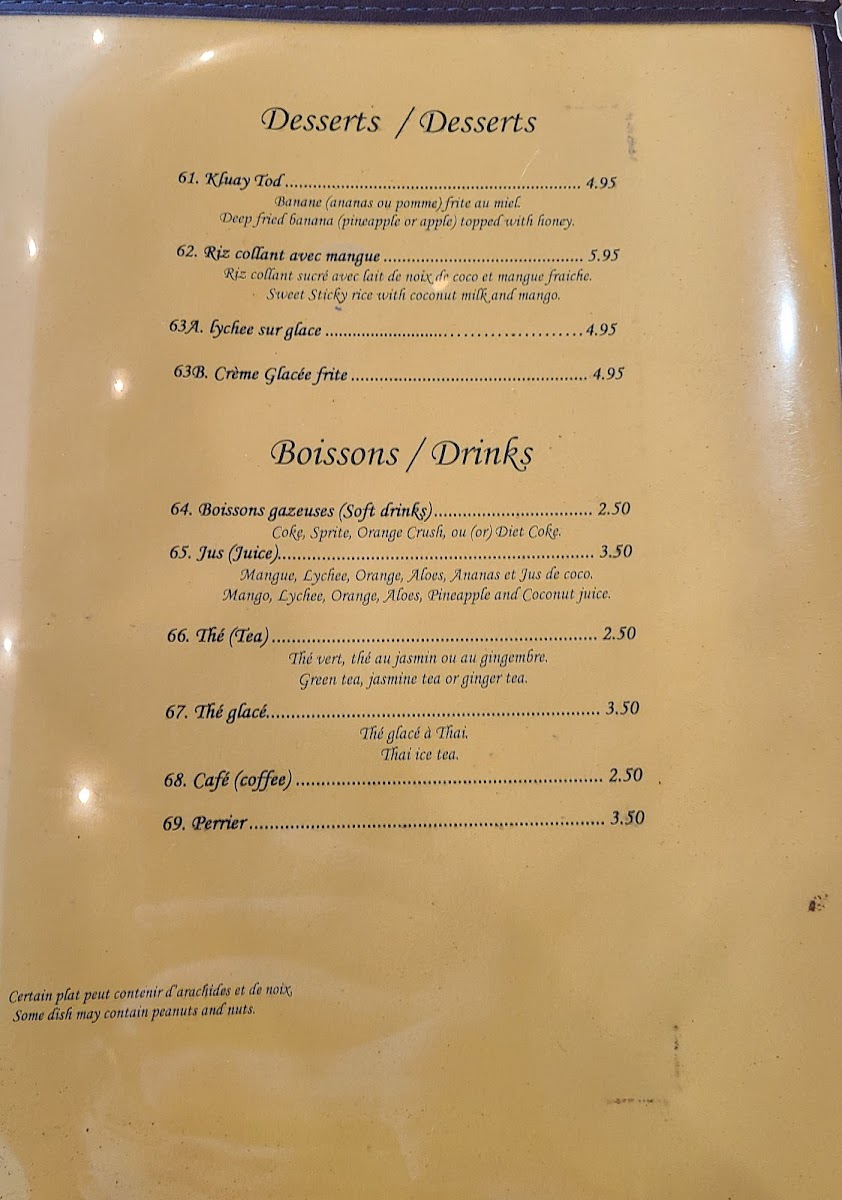 Desserts / Desserts
61. Kluay Tod.......................................................................... 4.95
Banane (ananas ou pomme) frite au miel.
Deep fried banana (pineapple or apple) topped with honey.
62. Riz collant avec mangue .................................................. 5.95
Riz collant sucré avec lait de noix de coco et mangue fraiche.
Sweet Sticky rice with coconut milk and mango.
63A. lychee sur glace ................................................................ 4.95
63B. Crème Glacée frite ........................................................... 4.95
Boissons / Drinks
64. Boissons gazeuses (Soft drinks)....................................... 2.50
Coke, Sprite, Orange Crush, ou (or) Diet Coke.
65. Jus (Juice)............................................................................... 3.50
Mangue, Lychee, Orange, Aloes, Ananas et Jus de coco.
Mango, Lychee, Orange, Aloes, Pineapple and Coconut juice.
66. Thé (Tea) ................................................................................ 2.50
Thé vert, thé au jasmin ou au gingembre.
Green tea, jasmine tea or ginger tea.
67. Thé glacé................................................................................. 3.50
Thé glacé à Thai.
Thai ice tea.
68. Café (coffee) ........................................................................... 2.50
69. Perrier ...................................................................................... 3.50
Certain plat peut contenir d'arachides et de noix,
Some dish may contain peanuts and nuts.